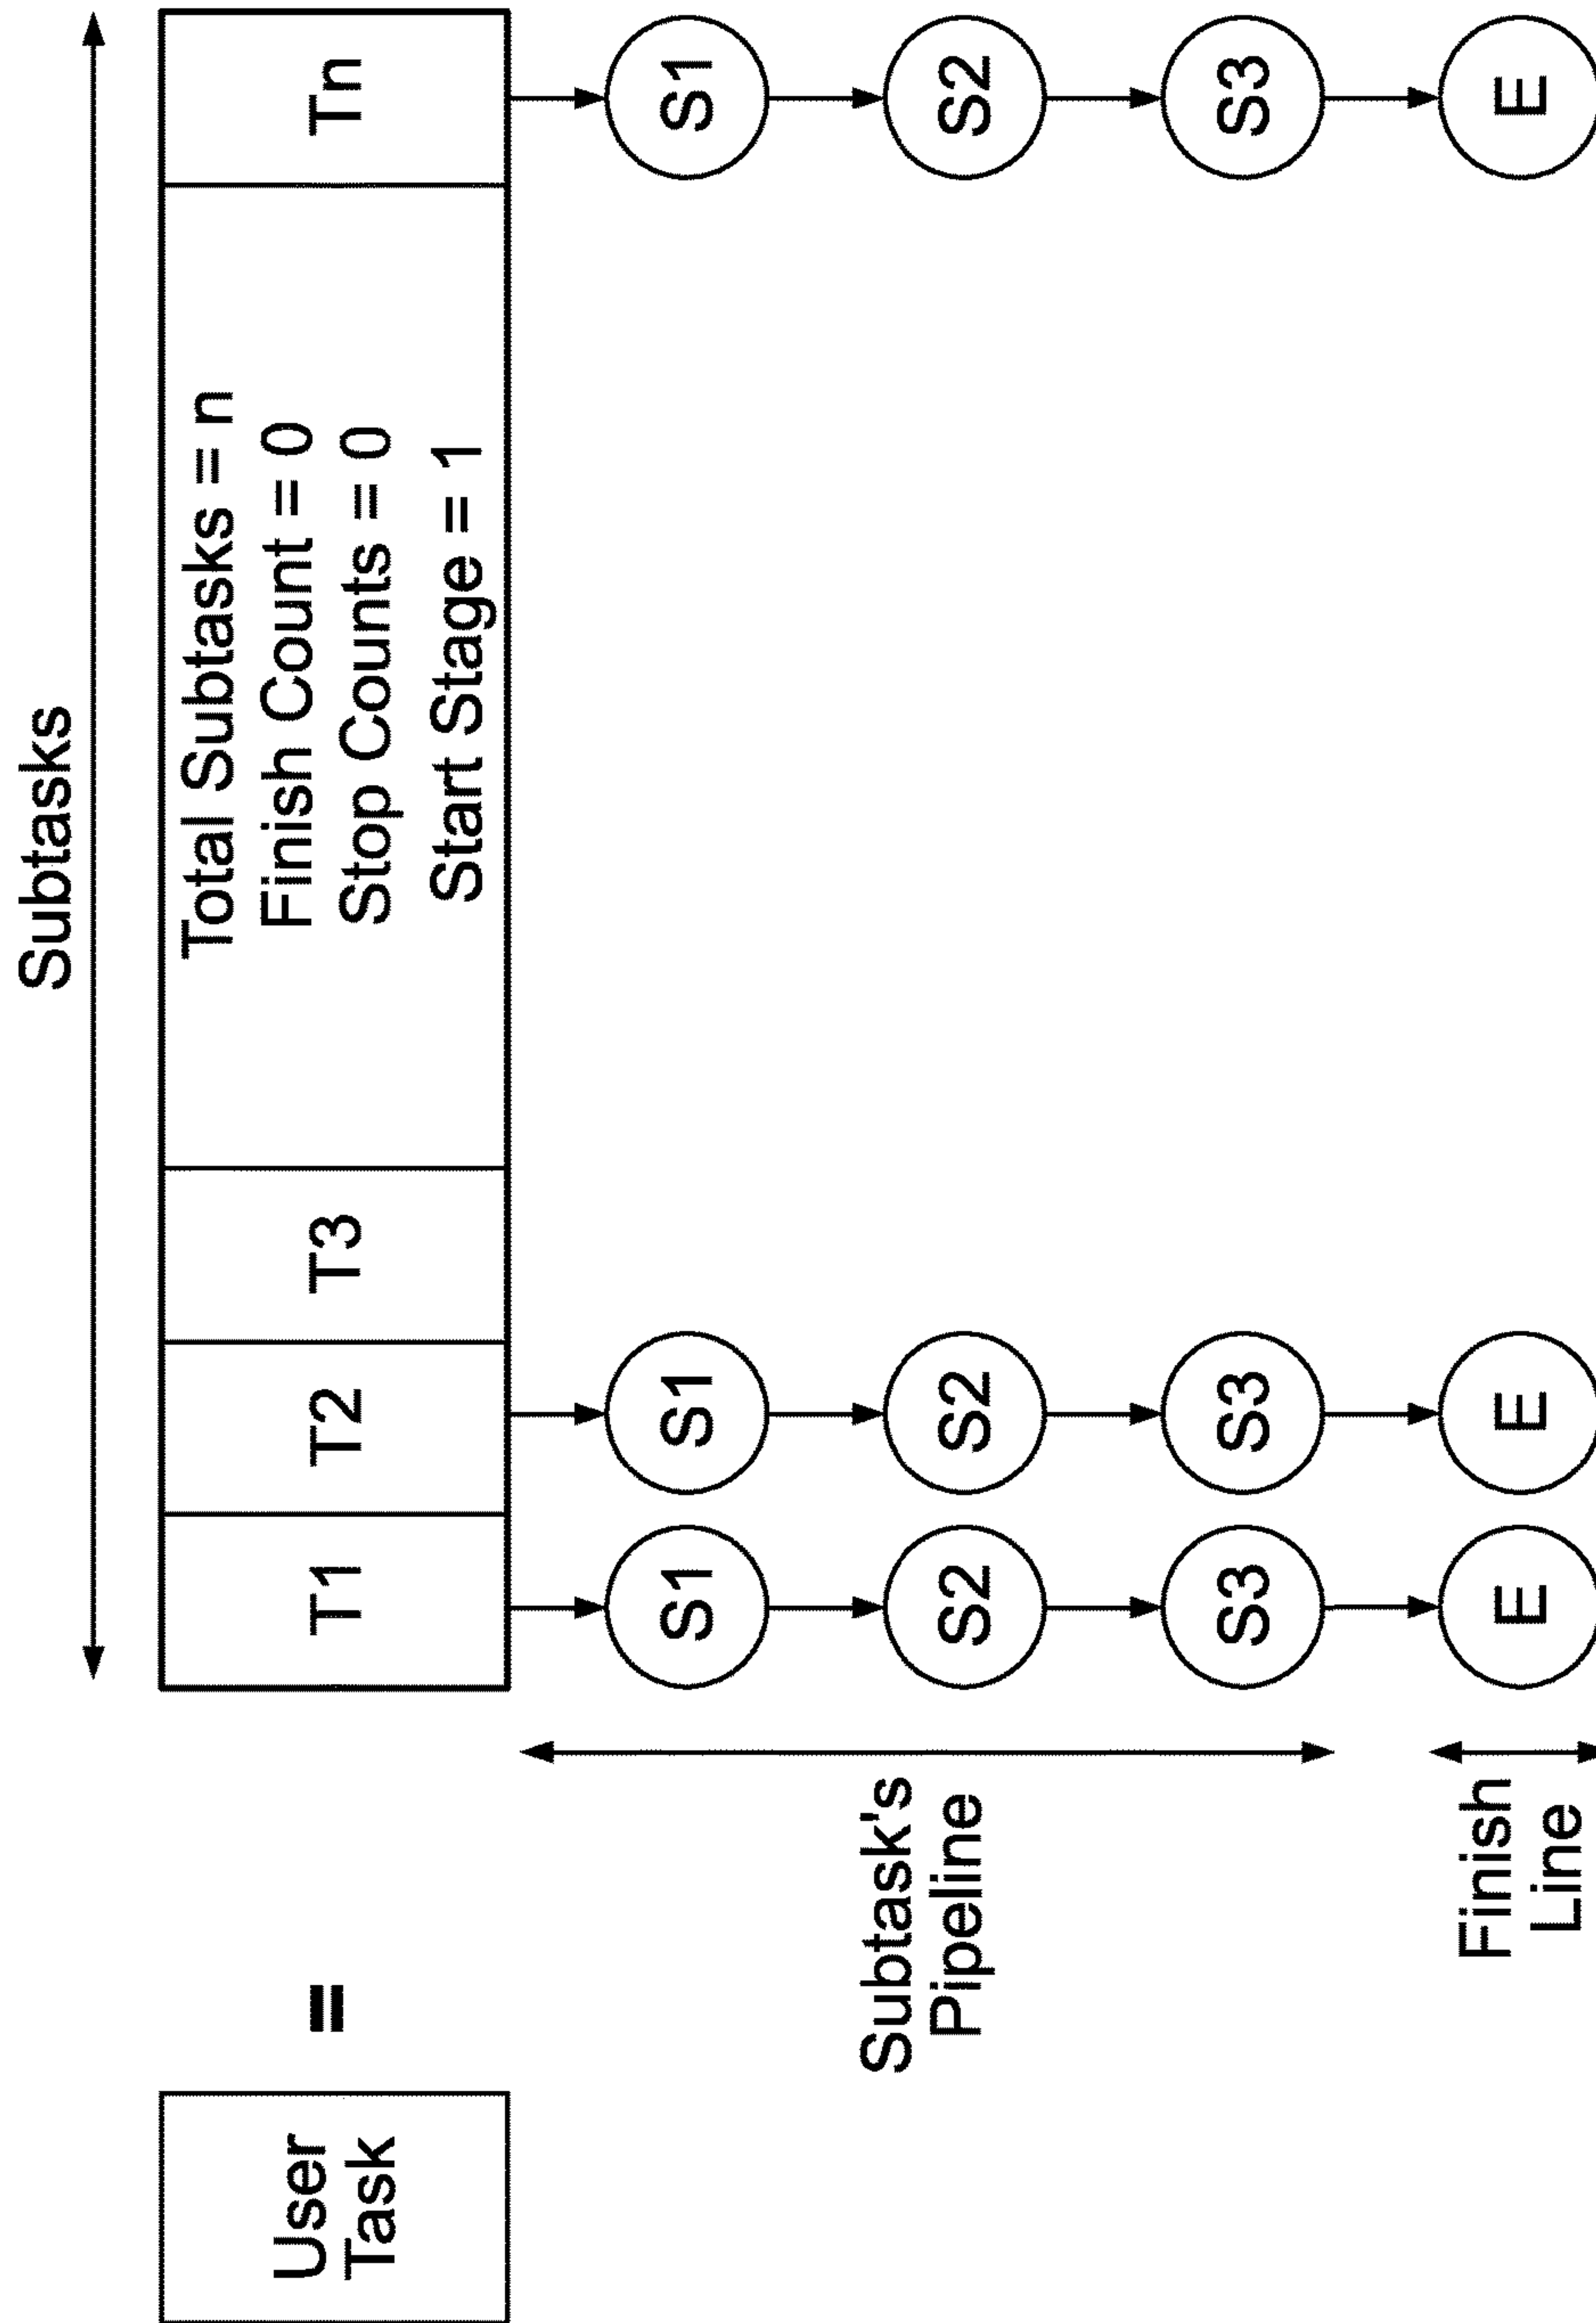 Subtasks
User
Task
=
T1
T2
T3
Total Subtasks = n
Finish Count = 0
Stop Counts = 0
Start Stage = 1
Tn
Subtask's
Pipeline
S1
S1
S1
S2
S2
S2
S3
S3
S3
Finish
Line
E
E
E